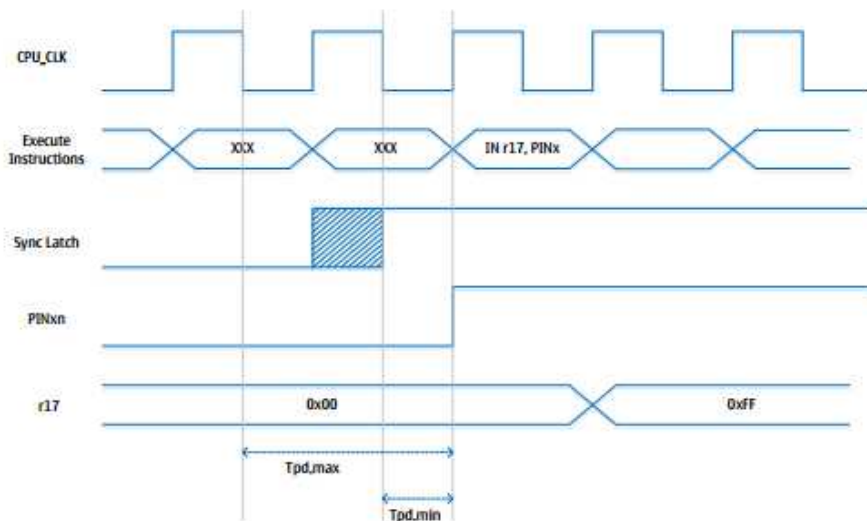 CPU_CLK
Execute
Instructions
XXX
XXX
IN r17, PINx
Sync Latch
PINxn
r17
0x00
0xFF
Tpd,max
Tpd,min